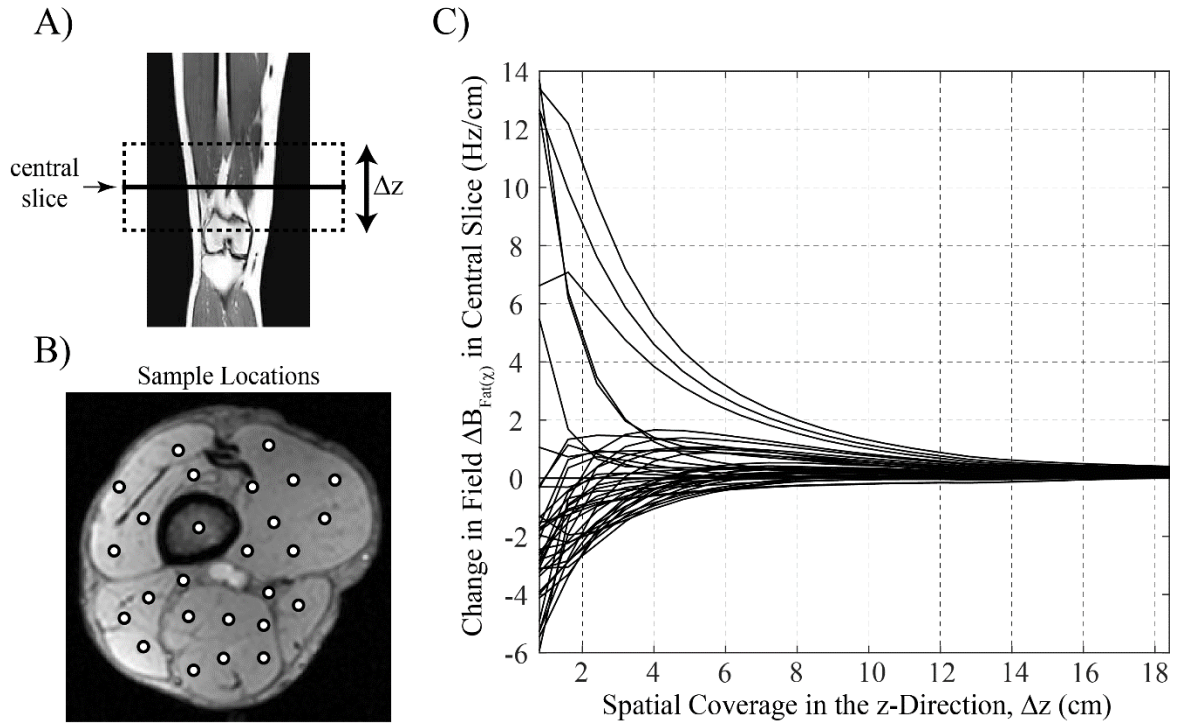 A)
central
slice
Δz
B)
Sample Locations
C)
Change in Field ΔB_Fat(χ) in Central Slice (Hz/cm)
14
12
10
8
6
4
2
0
-2
-4
-6
2 4 6 8 10 12 14 16 18
Spatial Coverage in the z-Direction, Δz (cm)